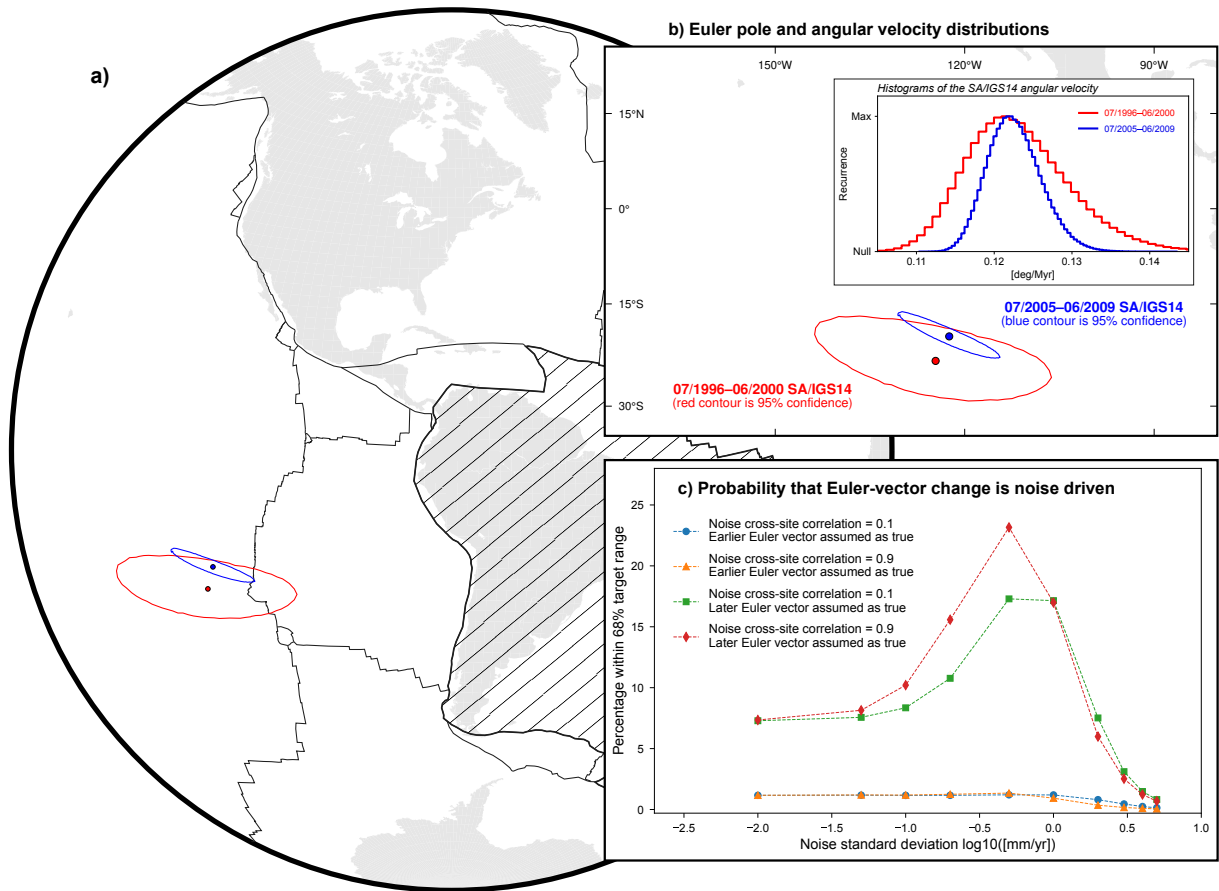 a)
b) Euler pole and angular velocity distributions
150°W
120°W
90°W
15°N
0°
15°S
30°S
Histograms of the SA/IGS14 angular velocity
Max
Recurrence
Null
07/1996–06/2000
07/2005–06/2009
0.11
0.12
0.13
0.14
[deg/Myr]
07/2005–06/2009 SA/IGS14
(blue contour is 95% confidence)
07/1996–06/2000 SA/IGS14
(red contour is 95% confidence)
c) Probability that Euler-vector change is noise driven
Noise cross-site correlation = 0.1
Earlier Euler vector assumed as true
Noise cross-site correlation = 0.9
Earlier Euler vector assumed as true
Noise cross-site correlation = 0.1
Later Euler vector assumed as true
Noise cross-site correlation = 0.9
Later Euler vector assumed as true
Percentage within 68% target range
25
20
15
10
5
0
−2.5
−2.0
−1.5
−1.0
−0.5
0.0
0.5
1.0
Noise standard deviation log10([mm/yr])